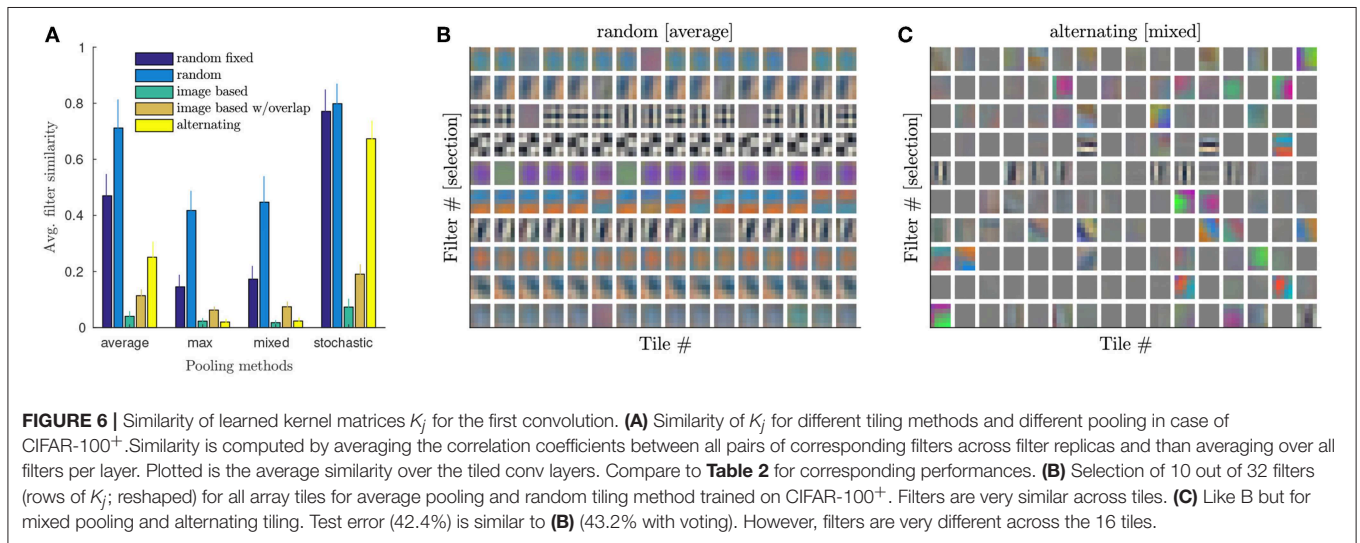 A
B
random [average]
C
alternating [mixed]
1
0.8
0.6
0.4
0.2
0
Avg. filter similarity
random fixed
random
image based
image based w/overlap
alternating
average
max
mixed
stochastic
Pooling methods
Filter # [selection]
Tile #
Filter # [selection]
Tile #
FIGURE 6 | Similarity of learned kernel matrices Kj for the first convolution. (A) Similarity of Kj for different tiling methods and different pooling in case of
CIFAR-100+.Similarity is computed by averaging the correlation coefficients between all pairs of corresponding filters across filter replicas and than averaging over all
filters per layer. Plotted is the average similarity over the tiled conv layers. Compare to Table 2 for corresponding performances. (B) Selection of 10 out of 32 filters
(rows of Kj; reshaped) for all array tiles for average pooling and random tiling method trained on CIFAR-100+. Filters are very similar across tiles. (C) Like B but for
mixed pooling and alternating tiling. Test error (42.4%) is similar to (B) (43.2% with voting). However, filters are very different across the 16 tiles.